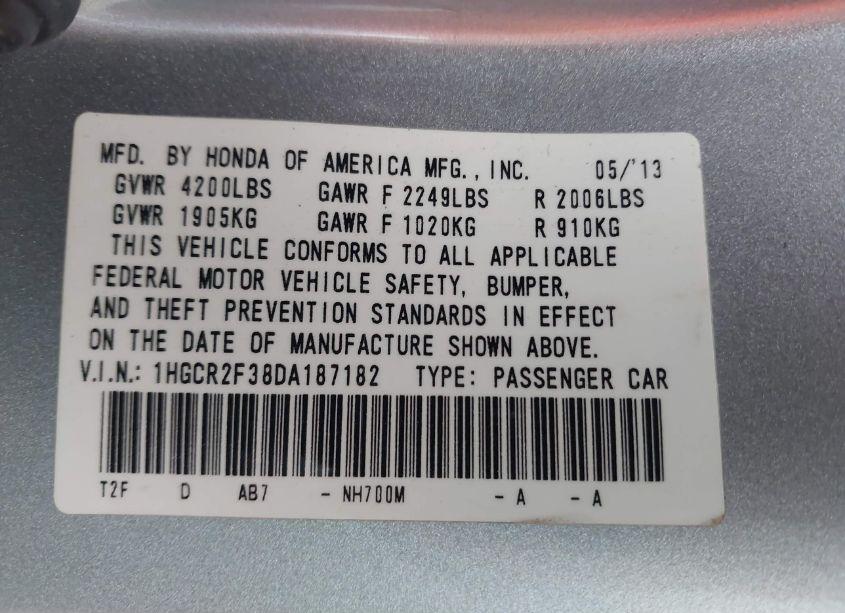 MFD. BY HONDA OF AMERICA MFG., INC. 05/'13
GVWR 4200LBS GAWR F 2249LBS R 2006LBS
GVWR 1905KG GAWR F 1020KG R 910KG
THIS VEHICLE CONFORMS TO ALL APPLICABLE
FEDERAL MOTOR VEHICLE SAFETY, BUMPER,
AND THEFT PREVENTION STANDARDS IN EFFECT
ON THE DATE OF MANUFACTURE SHOWN ABOVE.
V.I.N.: 1HGCR2F38DA187182 TYPE: PASSENGER CAR
T2F D AB7 - NH700M - A - A